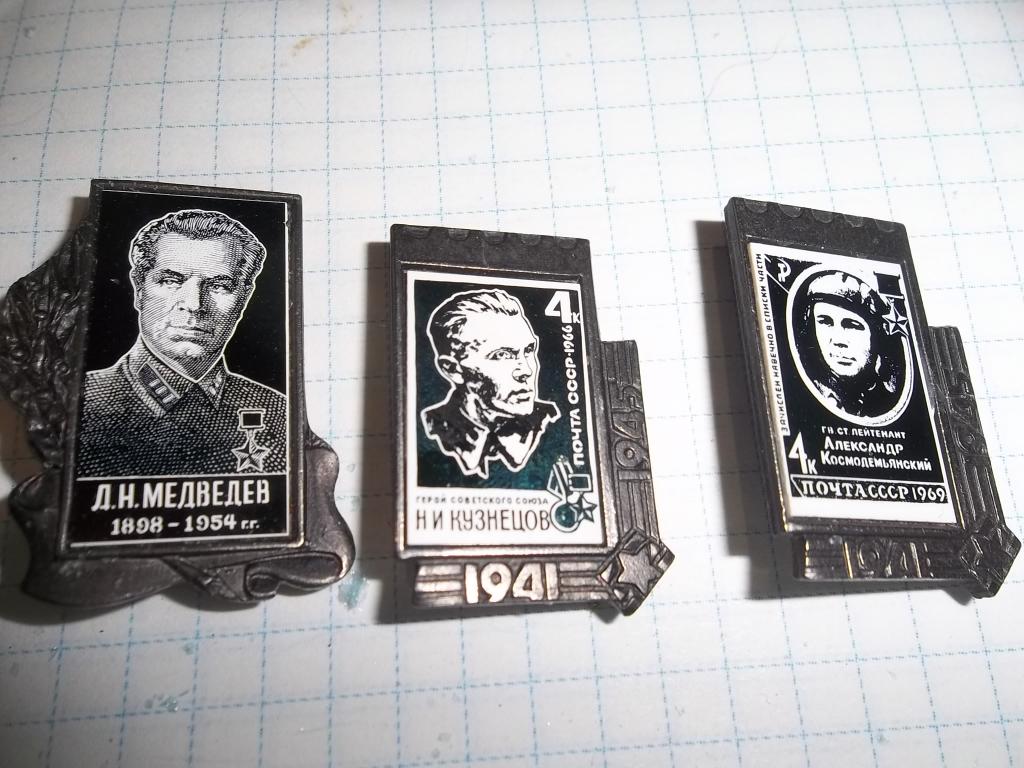 Д.Н.МЕДВЕДЕВ
1898-1954 г.г.
4к
ПОЧТА СССР·1966
ГЕРОЙ СОВЕТСКОГО СОЮЗА
Н И КУЗНЕЦОВ
1945
1941
ЗАЧИСЛЕН НАВЕЧНО В СПИСКИ ЧАСТИ
ГВ. СТ. ЛЕЙТЕНАНТ
АЛЕКСАНДР
КОСМОДЕМЬЯНСКИЙ
4К
ПОЧТА СССР 1969
1945
1941